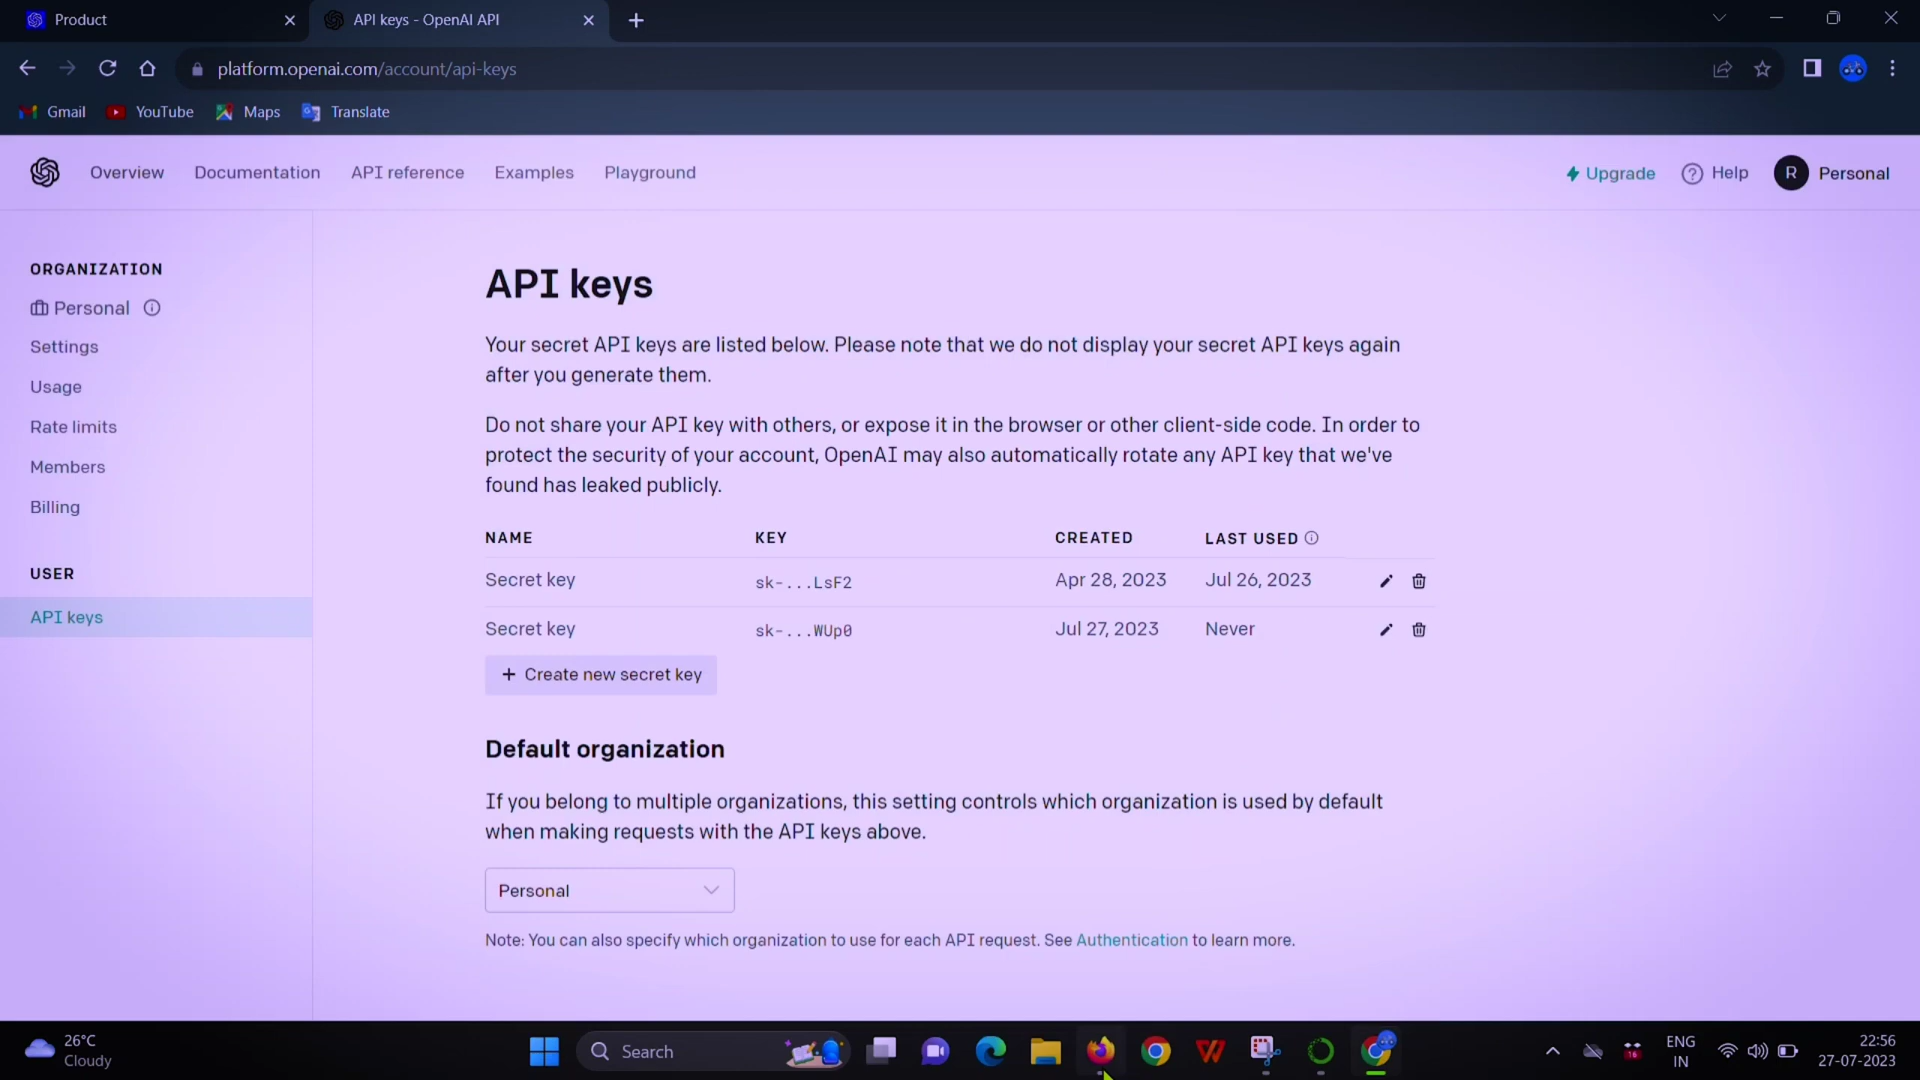 Product
API keys - OpenAI API
platform.openai.com/account/api-keys
Gmail
YouTube
Maps
Translate
Overview
Documentation
API reference
Examples
Playground
Upgrade
Help
R
Personal
ORGANIZATION
Personal
Settings
Usage
Rate limits
Members
Billing
USER
API keys
API keys
Your secret API keys are listed below. Please note that we do not display your secret API keys again
after you generate them.
Do not share your API key with others, or expose it in the browser or other client-side code. In order to
protect the security of your account, OpenAI may also automatically rotate any API key that we've
found has leaked publicly.
NAME KEY CREATED LAST USED
Secret key sk-...LsF2 Apr 28, 2023 Jul 26, 2023
Secret key sk-...WUp0 Jul 27, 2023 Never
+ Create new secret key
Default organization
If you belong to multiple organizations, this setting controls which organization is used by default
when making requests with the API keys above.
Personal
Note: You can also specify which organization to use for each API request. See Authentication to learn more.
26°C
Cloudy
Search
16
ENG
IN
22:56
27-07-2023